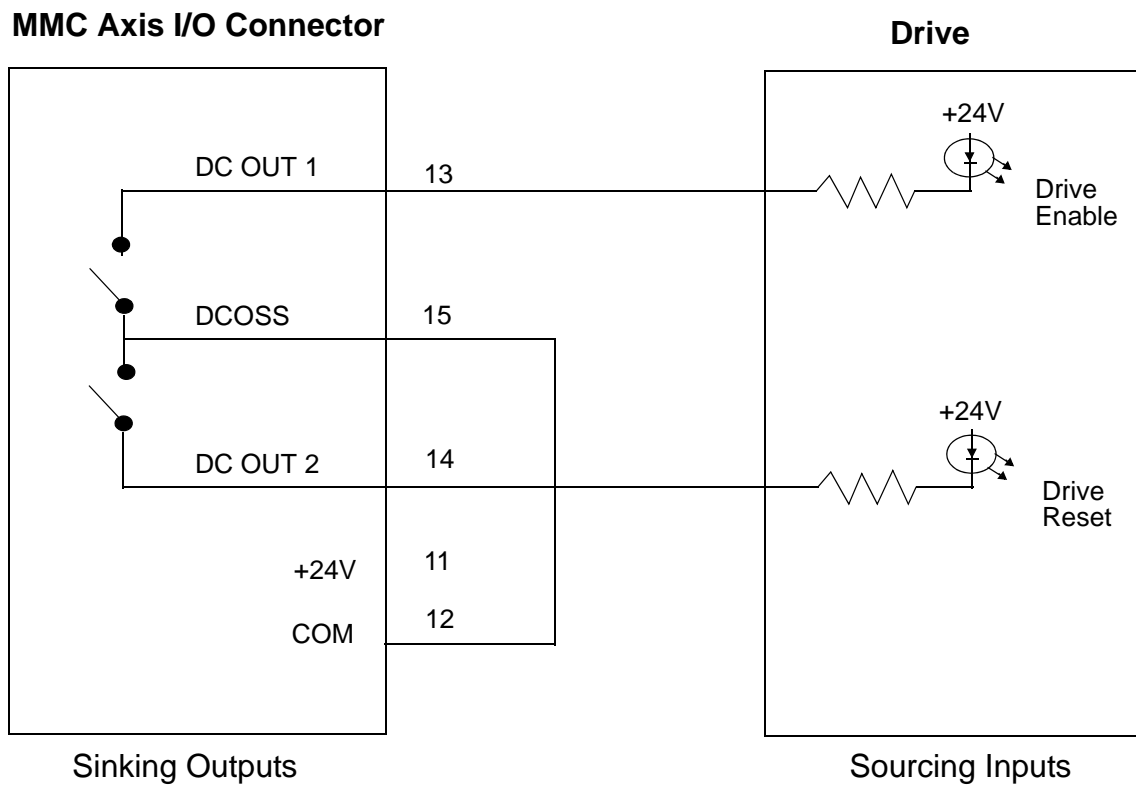 MMC Axis I/O Connector
Drive
+24V
DC OUT 1
13
Drive
Enable
DCOSS
15
+24V
DC OUT 2
14
Drive
Reset
+24V
11
COM
12
Sinking Outputs
Sourcing Inputs